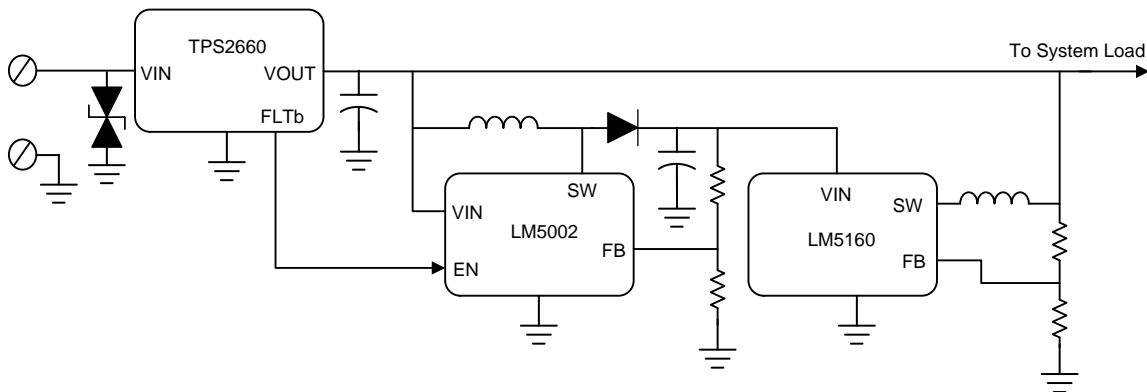 TPS2660
To System Load
VIN
VOUT
FLTb
SW
VIN
LM5002
FB
EN
VIN
SW
LM5160
FB